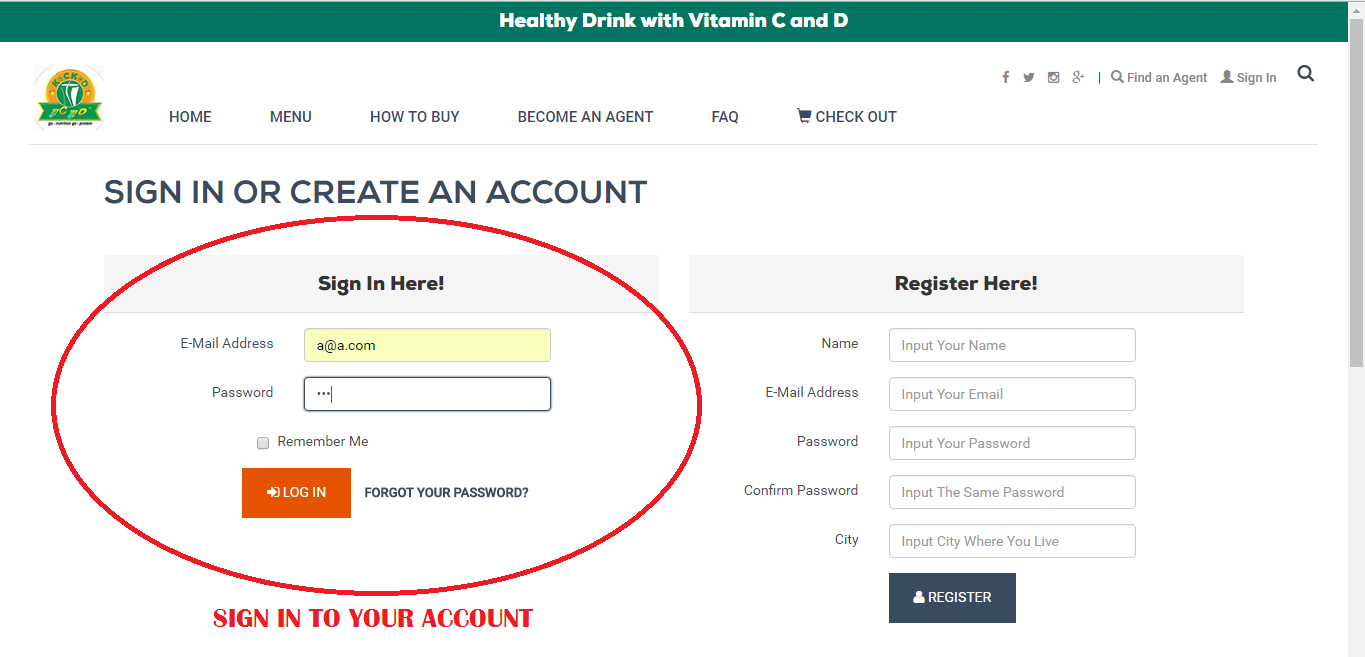 Healthy Drink with Vitamin C and D
| Find an Agent Sign In
HOME MENU HOW TO BUY BECOME AN AGENT FAQ CHECK OUT
SIGN IN OR CREATE AN ACCOUNT
Sign In Here!
E-Mail Address a@a.com
Password •••
Remember Me
LOG IN FORGOT YOUR PASSWORD?
SIGN IN TO YOUR ACCOUNT
Register Here!
Name Input Your Name
E-Mail Address Input Your Email
Password Input Your Password
Confirm Password Input The Same Password
City Input City Where You Live
REGISTER